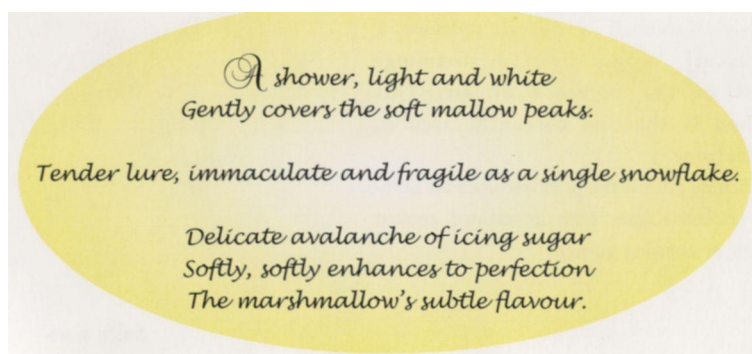 A shower, light and white
Gently covers the soft mallow peaks.
Tender lure, immaculate and fragile as a single snowflake.
Delicate avalanche of icing sugar
Softly, softly enhances to perfection
The marshmallow's subtle flavour.